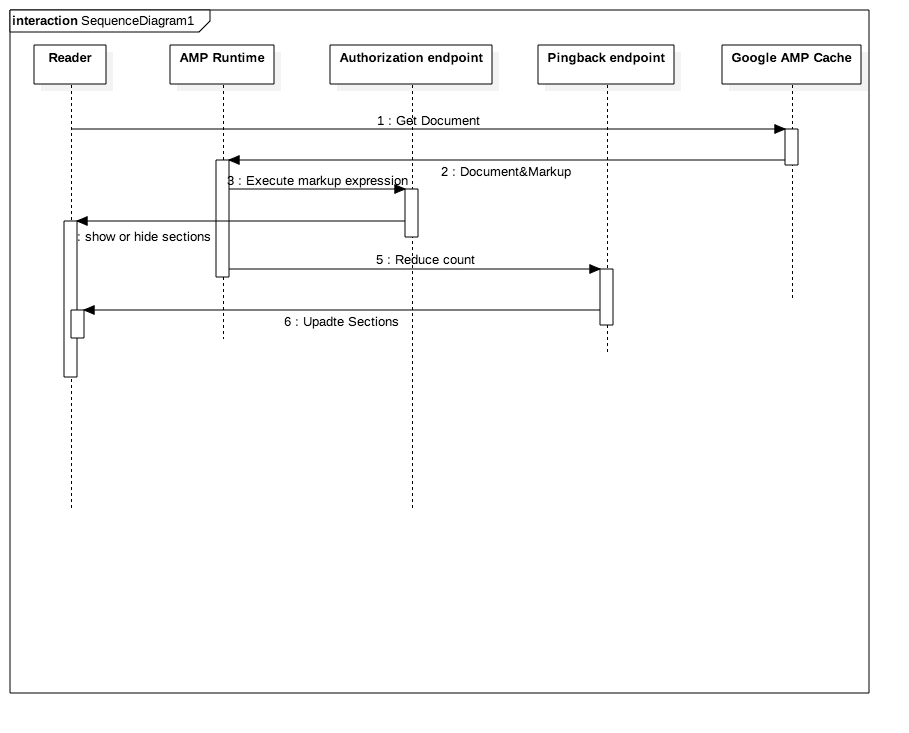 interaction SequenceDiagram1
Reader
AMP Runtime
Authorization endpoint
Pingback endpoint
Google AMP Cache
1 : Get Document
2 : Document&Markup
3 : Execute markup expression
: show or hide sections
5 : Reduce count
6 : Upadte Sections